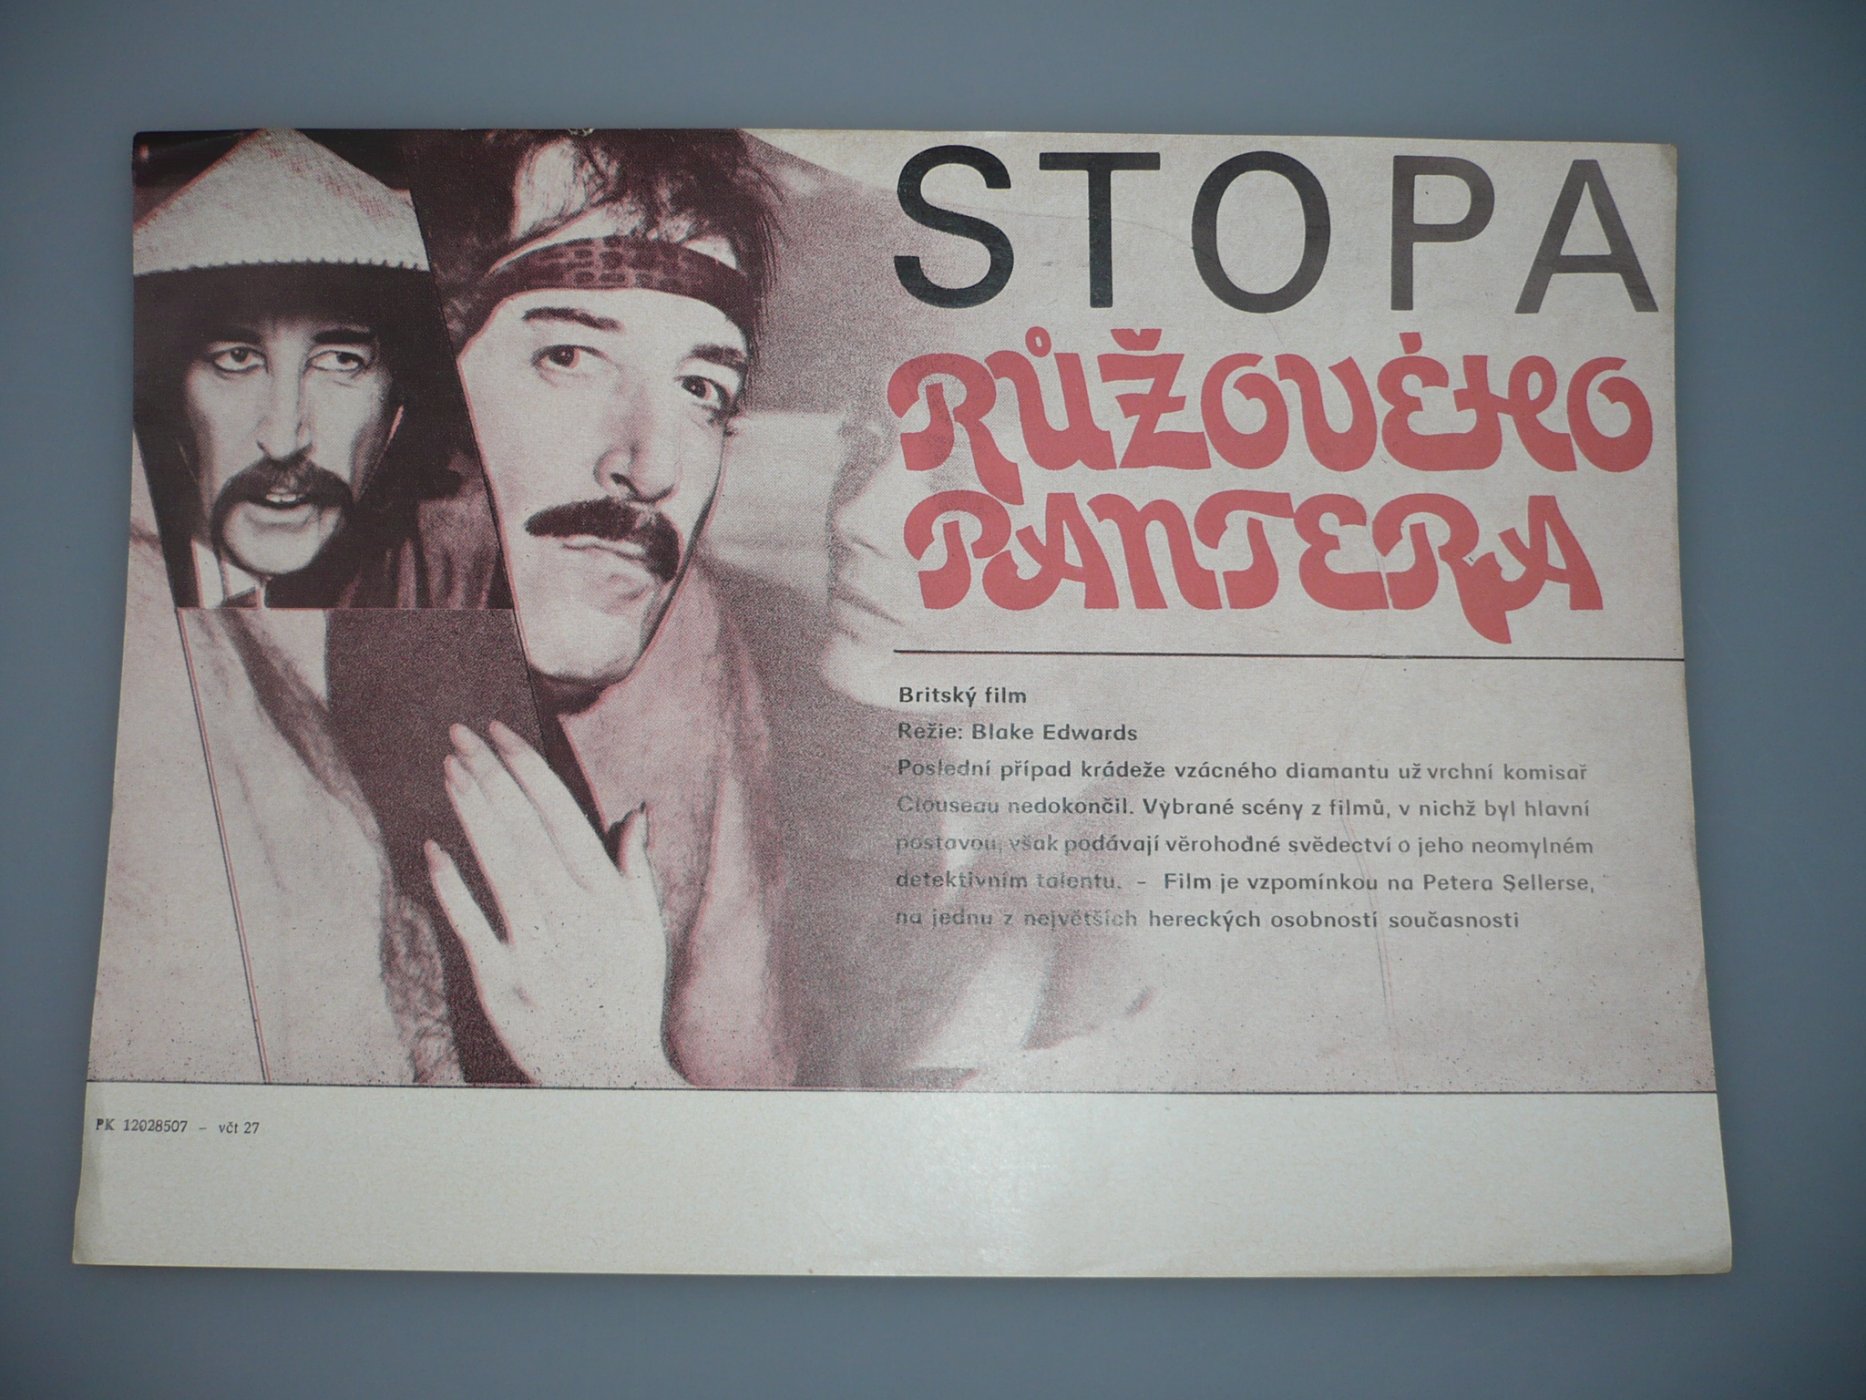 STOPA
RŮŽOVÉHO
PANTERA
Britský film
Režie: Blake Edwards
Poslední případ krádeže vzácného diamantu už vrchní komisař
Clouseau nedokončil. Vybrané scény z filmů, v nichž byl hlavní
postavou, však podávají věrohodné svědectví o jeho neomylném
detektivním talentu. - Film je vzpomínkou na Petera Sellerse,
na jednu z největších hereckých osobností současnosti
PK 12028507 - včt 27